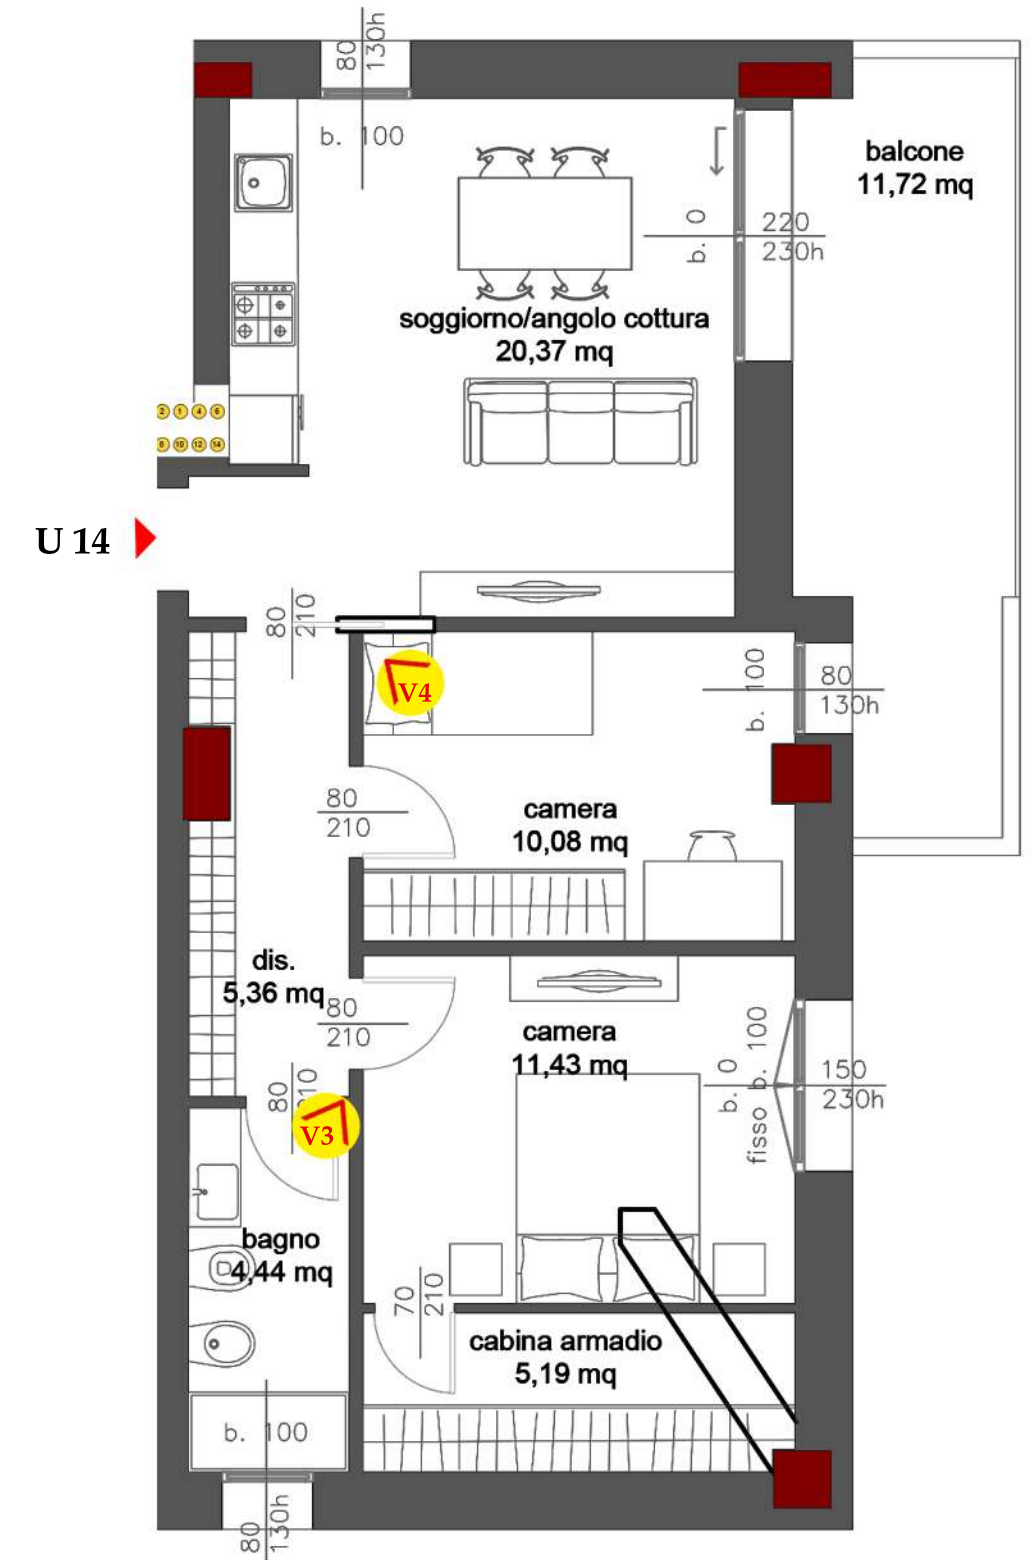 80
130h
b. 100
balcone
11,72 mq
b. 0
220
230h
soggiorno/angolo cottura
20,37 mq
2 1 4 6
8 10 12 14
U 14
80
210
V4
b. 100
80
130h
80
210
camera
10,08 mq
dis.
5,36 mq
80
210
camera
11,43 mq
b. 0
fisso b. 100
150
230h
80
210
V3
bagno
4,44 mq
70
210
cabina armadio
5,19 mq
b. 100
80
130h